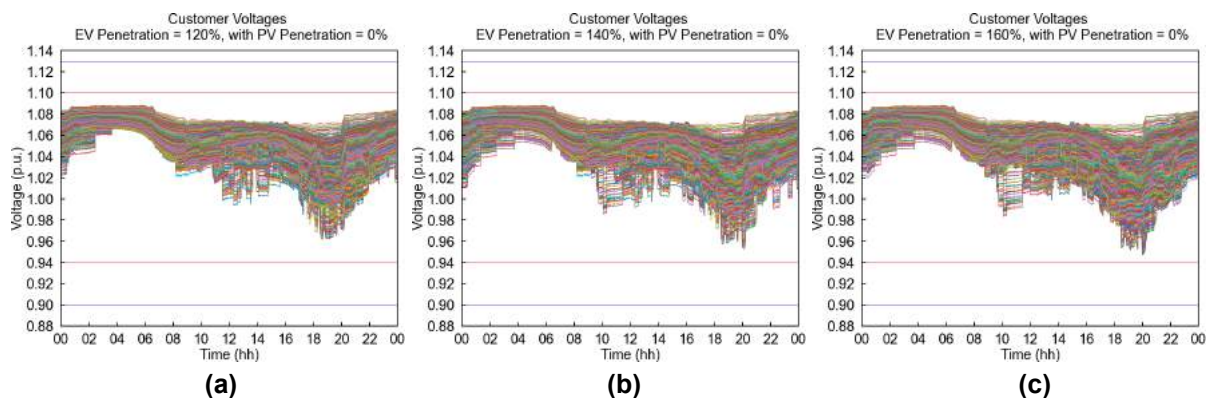 Customer Voltages
EV Penetration = 120%, with PV Penetration = 0%
1.14
1.12
1.10
1.08
1.06
1.04
1.02
1.00
0.98
0.96
0.94
0.92
0.90
0.88
Voltage (p.u.)
00 02 04 06 08 10 12 14 16 18 20 22 00
Time (hh)
(a)
Customer Voltages
EV Penetration = 140%, with PV Penetration = 0%
1.14
1.12
1.10
1.08
1.06
1.04
1.02
1.00
0.98
0.96
0.94
0.92
0.90
0.88
Voltage (p.u.)
00 02 04 06 08 10 12 14 16 18 20 22 00
Time (hh)
(b)
Customer Voltages
EV Penetration = 160%, with PV Penetration = 0%
1.14
1.12
1.10
1.08
1.06
1.04
1.02
1.00
0.98
0.96
0.94
0.92
0.90
0.88
Voltage (p.u.)
00 02 04 06 08 10 12 14 16 18 20 22 00
Time (hh)
(c)